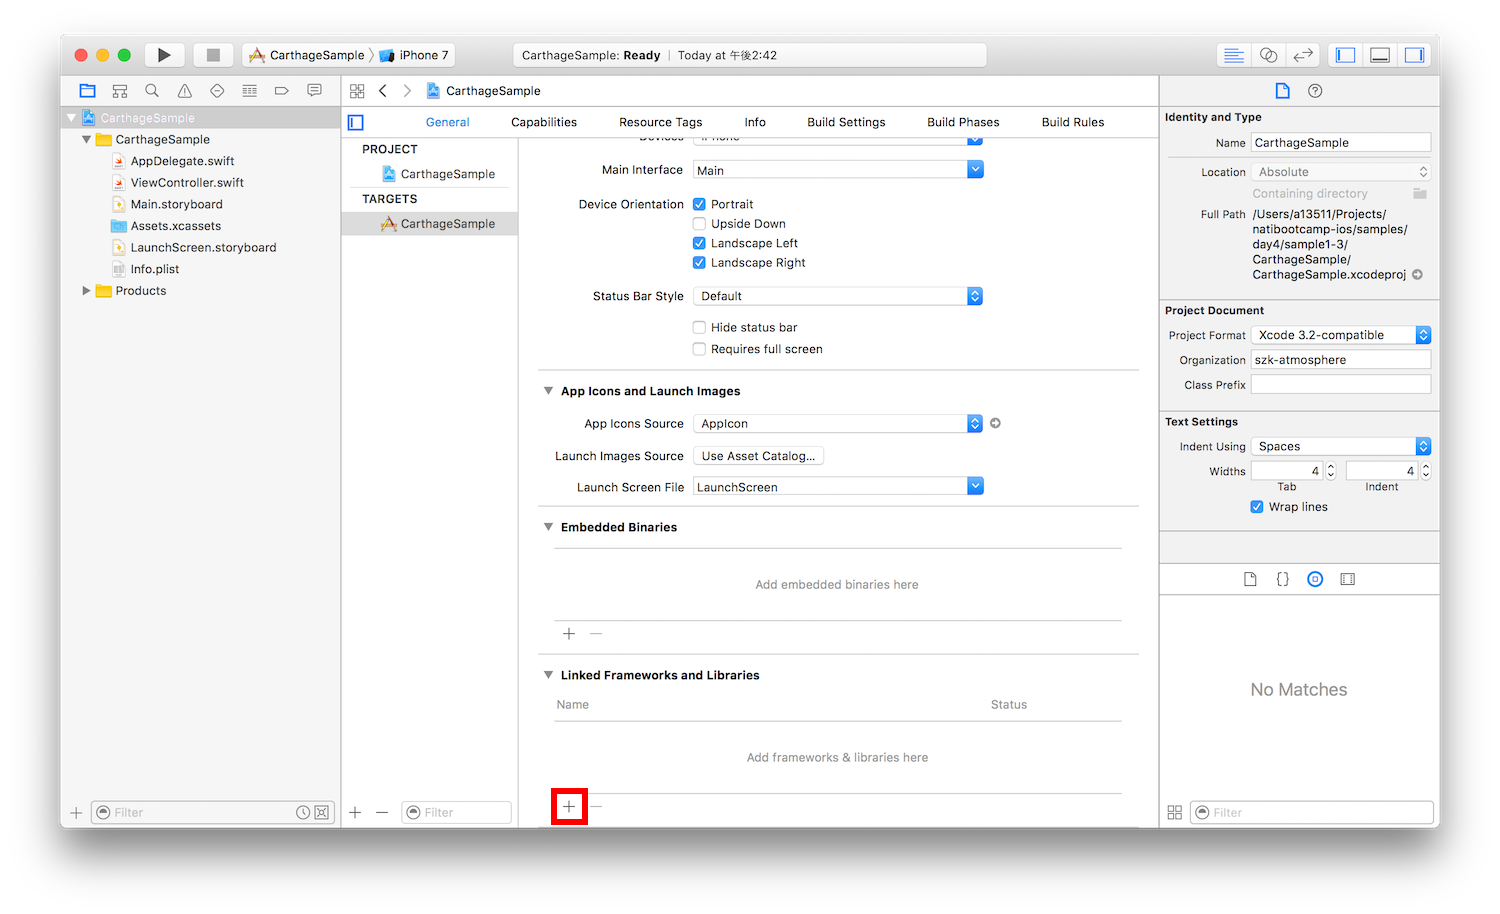 CarthageSample
iPhone 7
CarthageSample: Ready
Today at 午後2:42
CarthageSample
CarthageSample
AppDelegate.swift
ViewController.swift
Main.storyboard
Assets.xcassets
LaunchScreen.storyboard
Info.plist
Products
Filter
CarthageSample
General
Capabilities
Resource Tags
Info
Build Settings
Build Phases
Build Rules
PROJECT
CarthageSample
TARGETS
CarthageSample
Filter
Devices
iPhone
Main Interface
Main
Device Orientation
Portrait
Upside Down
Landscape Left
Landscape Right
Status Bar Style
Default
Hide status bar
Requires full screen
App Icons and Launch Images
App Icons Source
AppIcon
Launch Images Source
Use Asset Catalog...
Launch Screen File
LaunchScreen
Embedded Binaries
Add embedded binaries here
Linked Frameworks and Libraries
Name
Status
Add frameworks & libraries here
Identity and Type
Name
CarthageSample
Location
Absolute
Containing directory
Full Path
/Users/a13511/Projects/
natibootcamp-ios/samples/
day4/sample1-3/
CarthageSample/
CarthageSample.xcodeproj
Project Document
Project Format
Xcode 3.2-compatible
Organization
szk-atmosphere
Class Prefix
Text Settings
Indent Using
Spaces
Widths
4
4
Tab
Indent
Wrap lines
No Matches
Filter